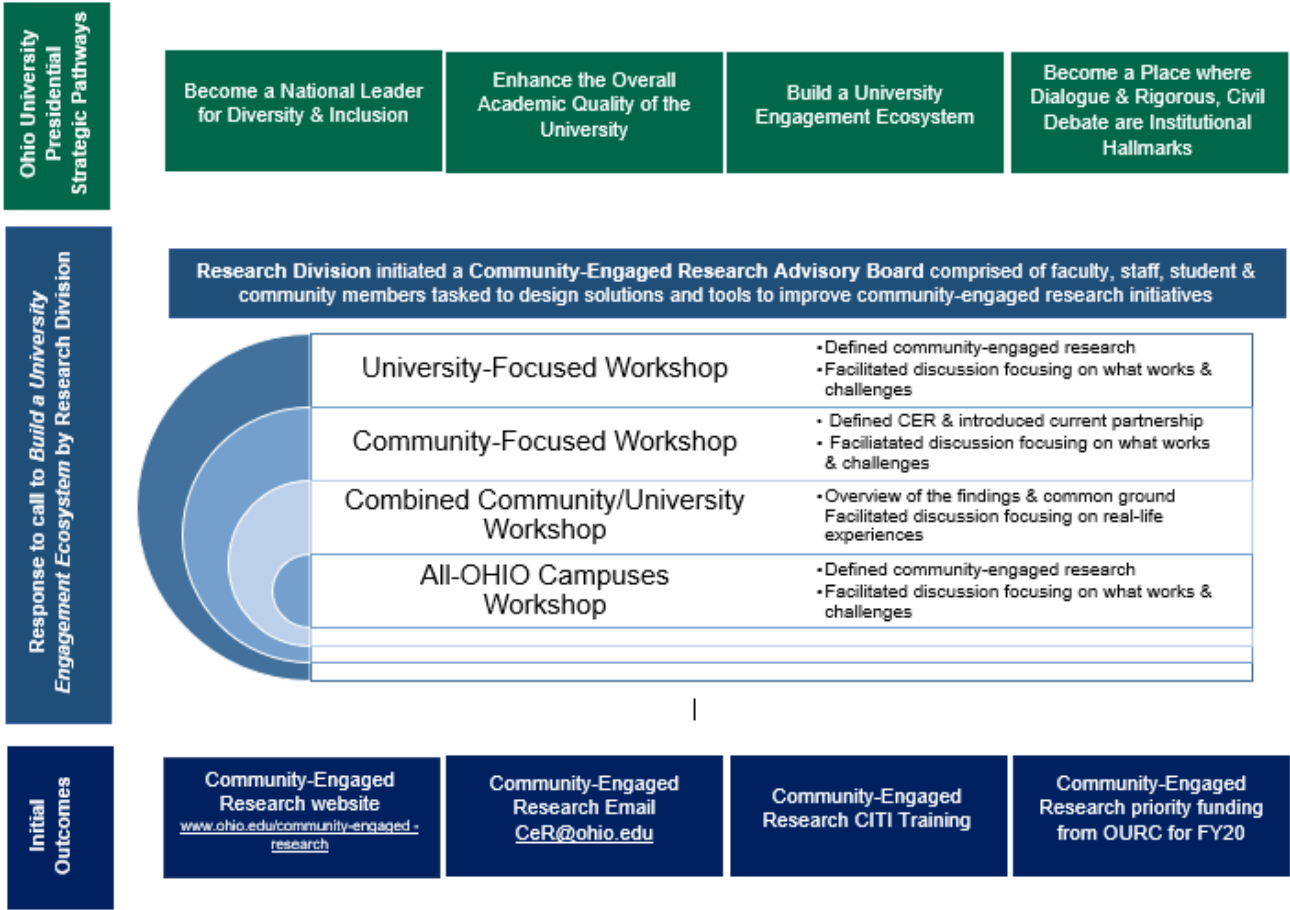 Ohio University
Presidential
Strategic Pathways
Become a National Leader
for Diversity & Inclusion
Enhance the Overall
Academic Quality of the
University
Build a University
Engagement Ecosystem
Become a Place where
Dialogue & Rigorous, Civil
Debate are Institutional
Hallmarks
Response to call to Build a University
Engagement Ecosystem by Research Division
Research Division initiated a Community-Engaged Research Advisory Board comprised of faculty, staff, student &
community members tasked to design solutions and tools to improve community-engaged research initiatives
University-Focused Workshop
•Defined community-engaged research
•Facilitated discussion focusing on what works &
challenges
Community-Focused Workshop
• Defined CER & introduced current partnership
• Faciliatated discussion focusing on what works
& challenges
Combined Community/University
Workshop
•Overview of the findings & common ground
Facilitated discussion focusing on real-life
experiences
All-OHIO Campuses
Workshop
•Defined community-engaged research
•Facilitated discussion focusing on what works &
challenges
Initial
Outcomes
Community-Engaged
Research website
www.ohio.edu/community-engaged -
research
Community-Engaged
Research Email
CeR@ohio.edu
Community-Engaged
Research CITI Training
Community-Engaged
Research priority funding
from OURC for FY20